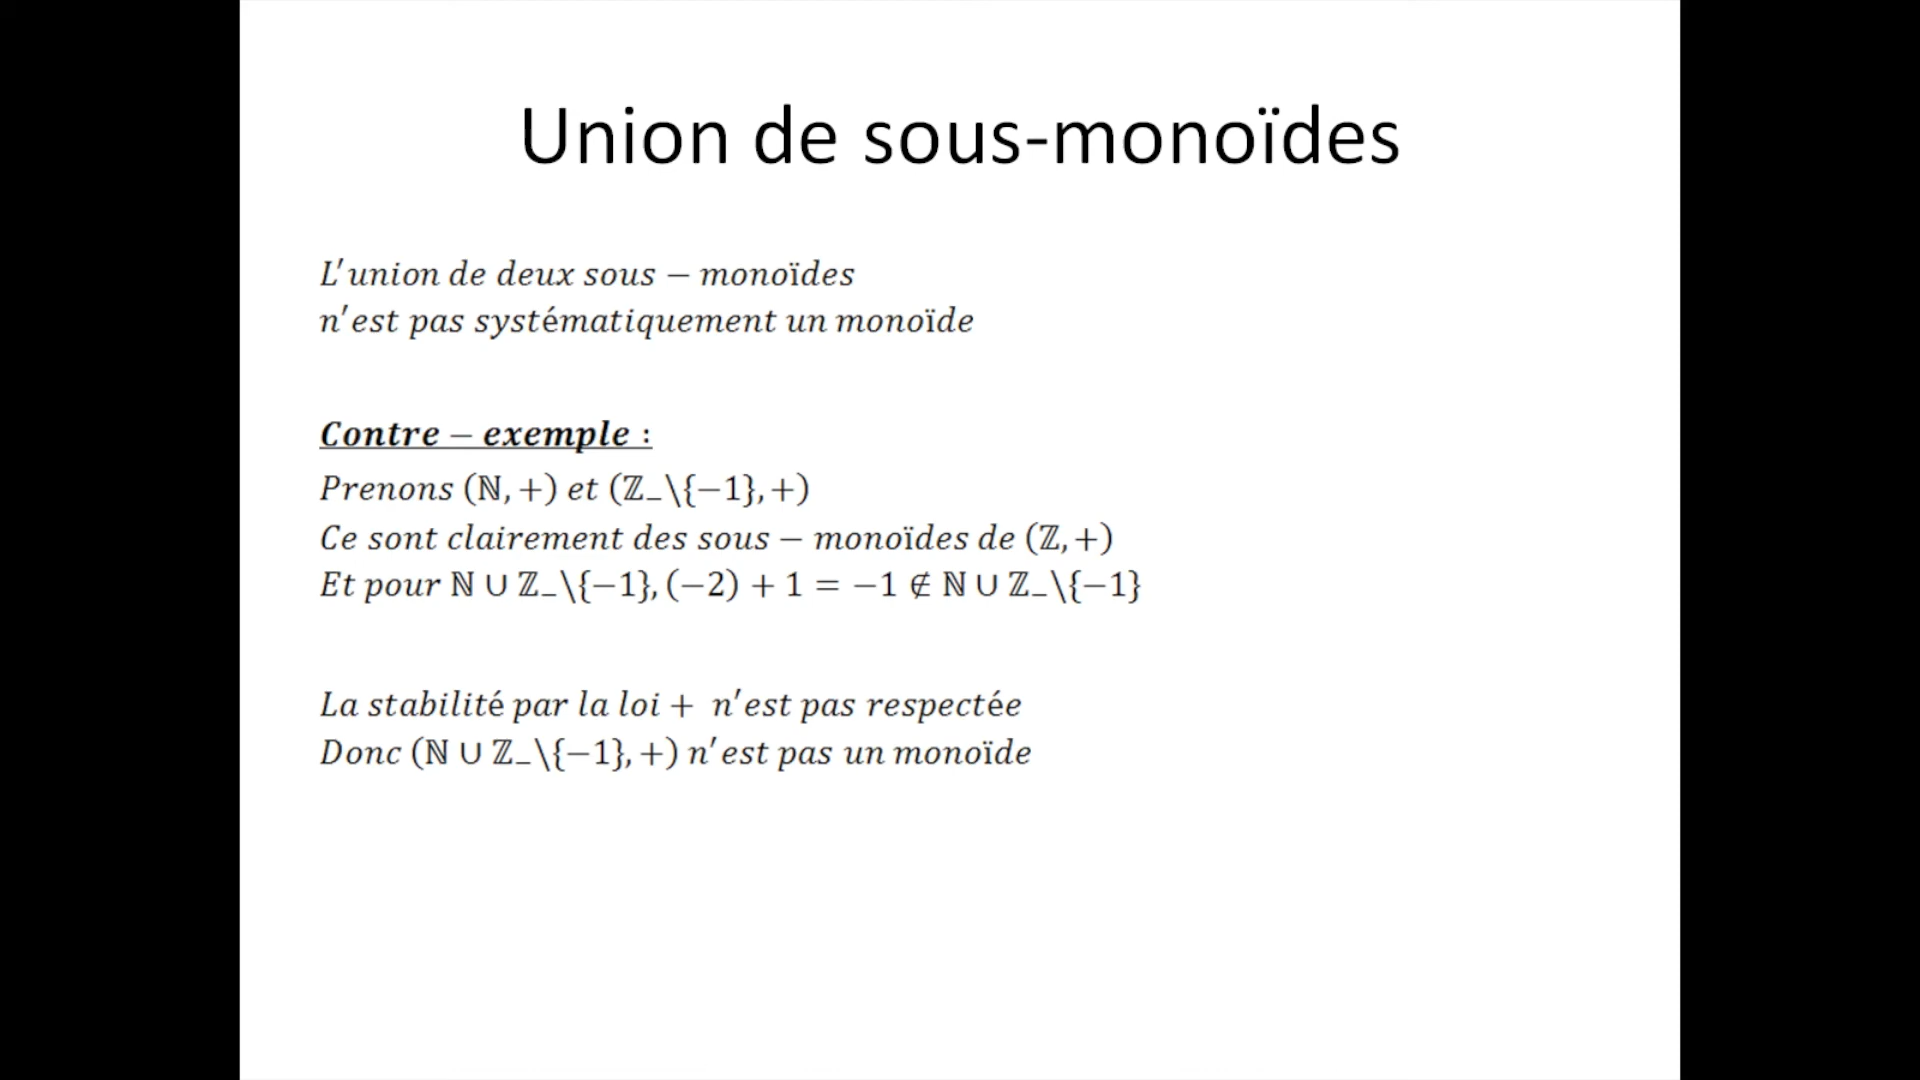 Union de sous-monoïdes
L'union de deux sous − monoïdes
n'est pas systématiquement un monoïde
Contre − exemple :
Prenons (ℕ, +) et (ℤ₋\{−1}, +)
Ce sont clairement des sous − monoïdes de (ℤ, +)
Et pour ℕ ∪ ℤ₋\{−1}, (−2) + 1 = −1 ∉ ℕ ∪ ℤ₋\{−1}
La stabilité par la loi + n'est pas respectée
Donc (ℕ ∪ ℤ₋\{−1}, +) n'est pas un monoïde